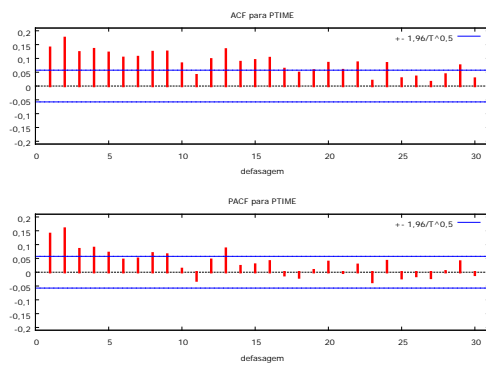 ACF para PTIME
0,2
0,15
0,1
0,05
0
-0,05
-0,1
-0,15
-0,2
+- 1,96/T^0,5
0 5 10 15 20 25 30
defasagem
PACF para PTIME
0,2
0,15
0,1
0,05
0
-0,05
-0,1
-0,15
-0,2
+- 1,96/T^0,5
0 5 10 15 20 25 30
defasagem